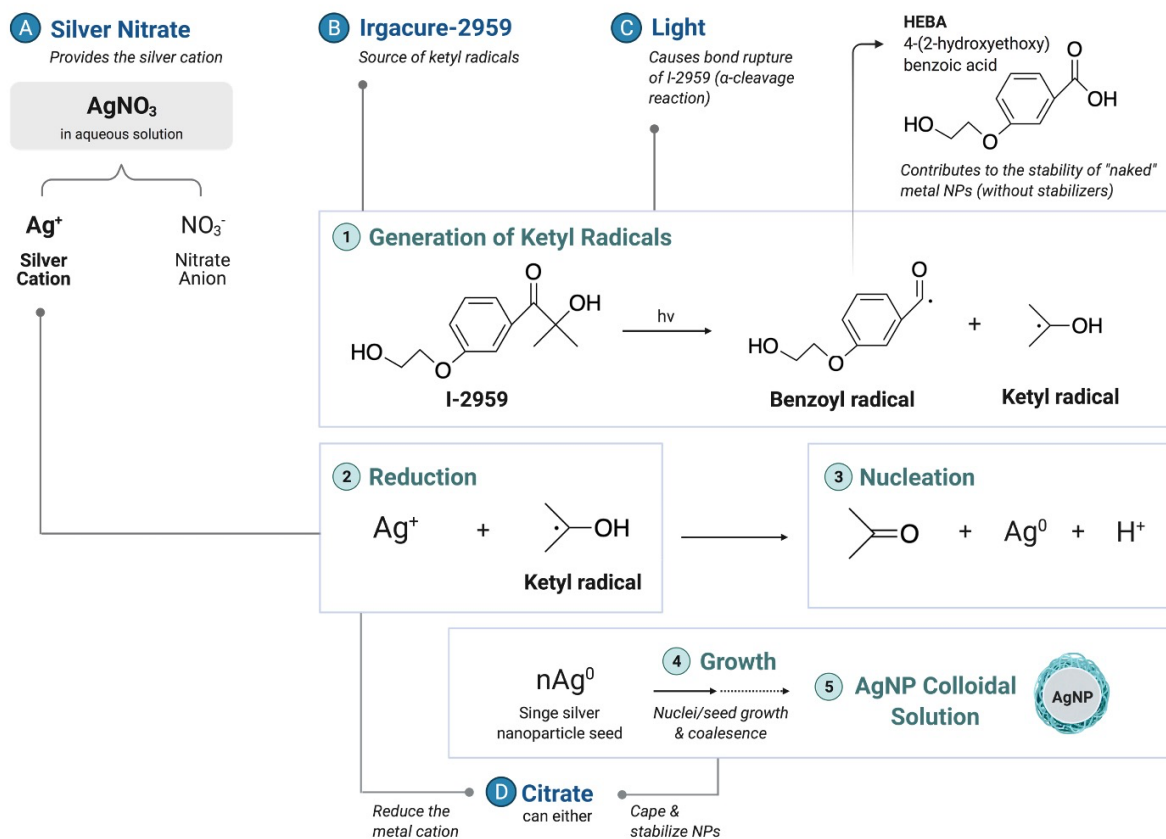 A Silver Nitrate
Provides the silver cation
AgNO₃
in aqueous solution
Ag⁺
Silver
Cation
NO₃⁻
Nitrate
Anion
B Irgacure-2959
Source of ketyl radicals
C Light
Causes bond rupture
of I-2959 (α-cleavage
reaction)
HEBA
4-(2-hydroxyethoxy)
benzoic acid
O
OH
HO
O
Contributes to the stability of "naked"
metal NPs (without stabilizers)
1 Generation of Ketyl Radicals
O
OH
HO
O
I-2959
hv
O
HO
O
Benzoyl radical
+
OH
Ketyl radical
2 Reduction
Ag⁺ + OH
Ketyl radical
3 Nucleation
O + Ag⁰ + H⁺
nAg⁰
Singe silver
nanoparticle seed
4 Growth
Nuclei/seed growth
& coalesence
5 AgNP Colloidal
Solution
AgNP
D Citrate
can either
Reduce the
metal cation
Cape &
stabilize NPs